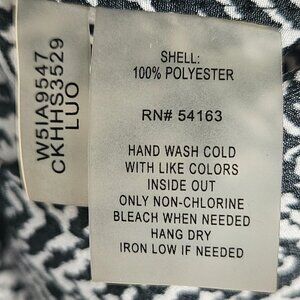 W51A9547
CKHHS3529
LUO
SHELL:
100% POLYESTER
RN# 54163
HAND WASH COLD
WITH LIKE COLORS
INSIDE OUT
ONLY NON-CHLORINE
BLEACH WHEN NEEDED
HANG DRY
IRON LOW IF NEEDED